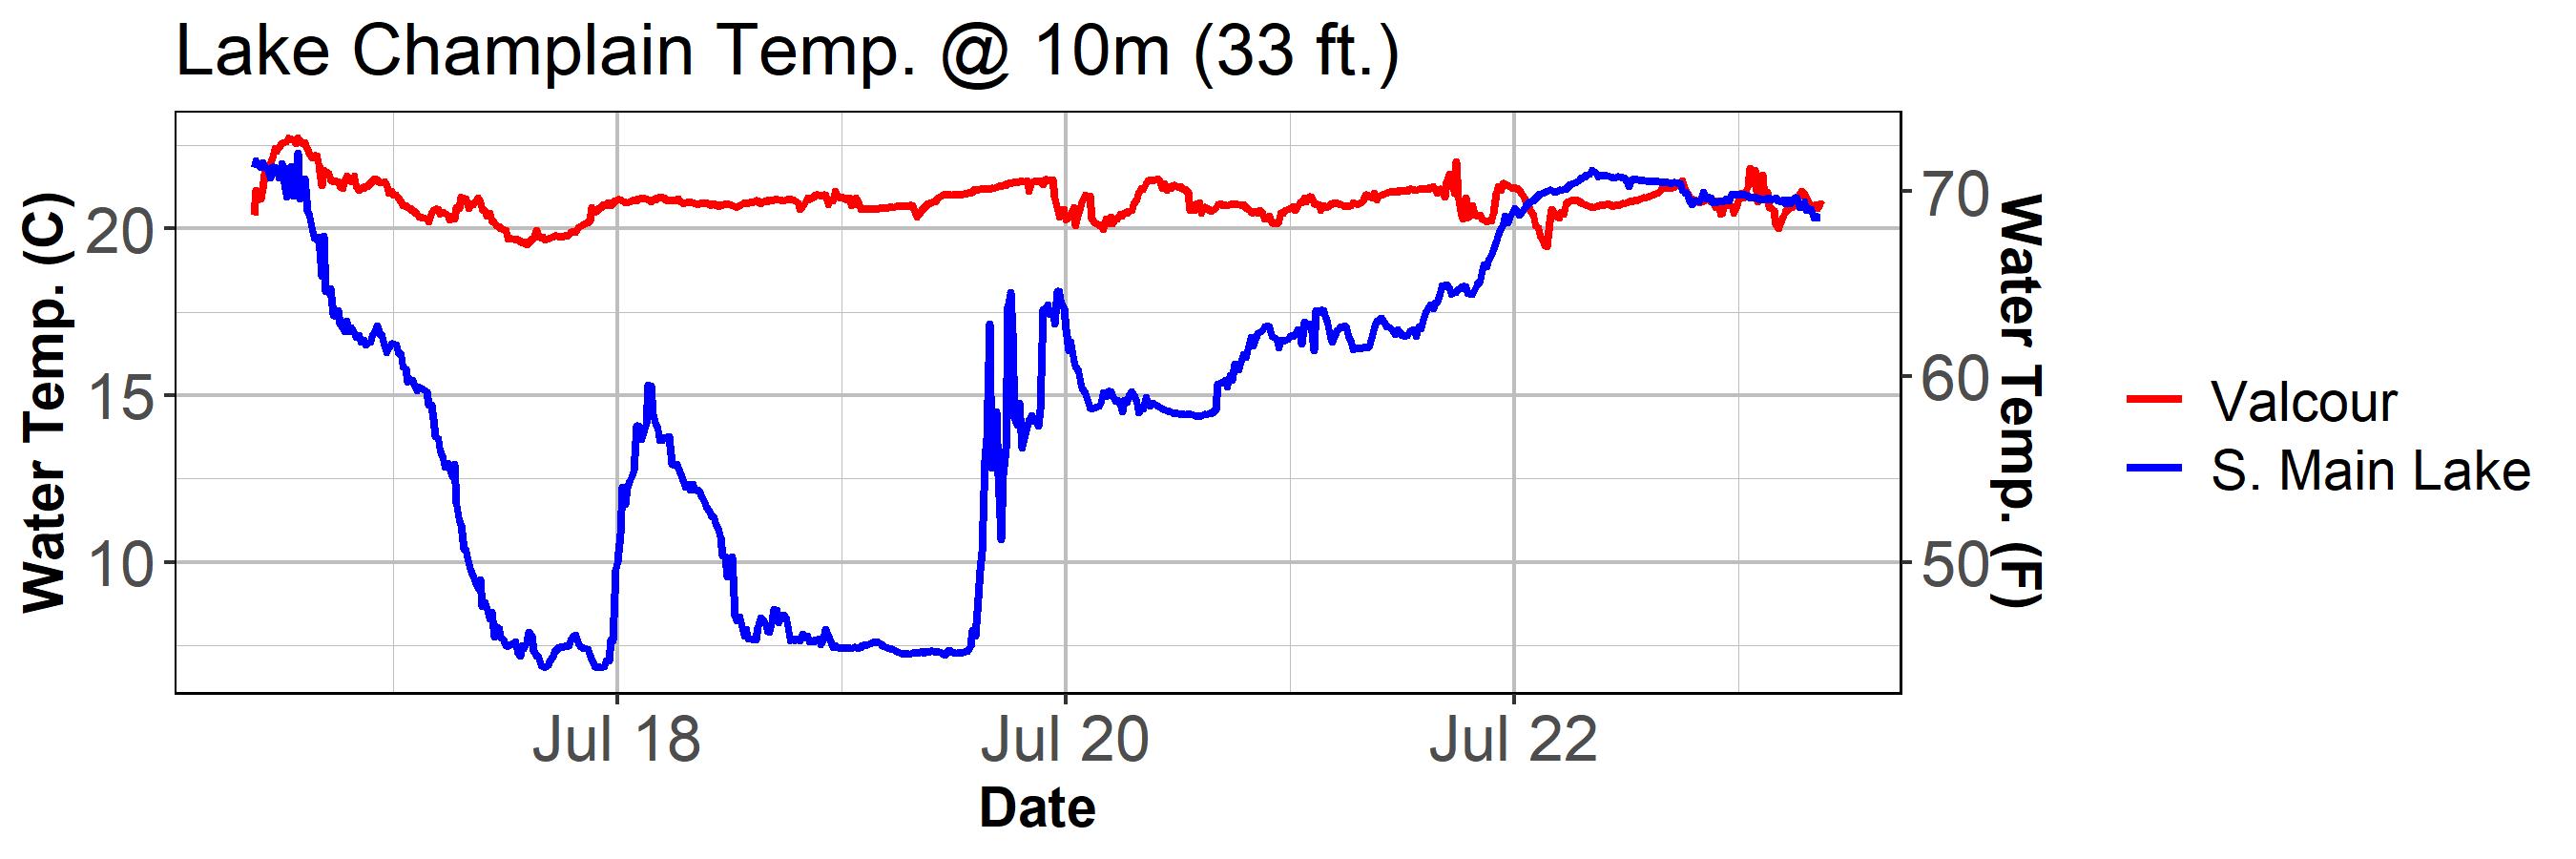 Lake Champlain Temp. @ 10m (33 ft.)
Water Temp. (C)
20
15
10
70
60
50
Water Temp. (F)
Jul 18
Jul 20
Jul 22
Date
Valcour
S. Main Lake